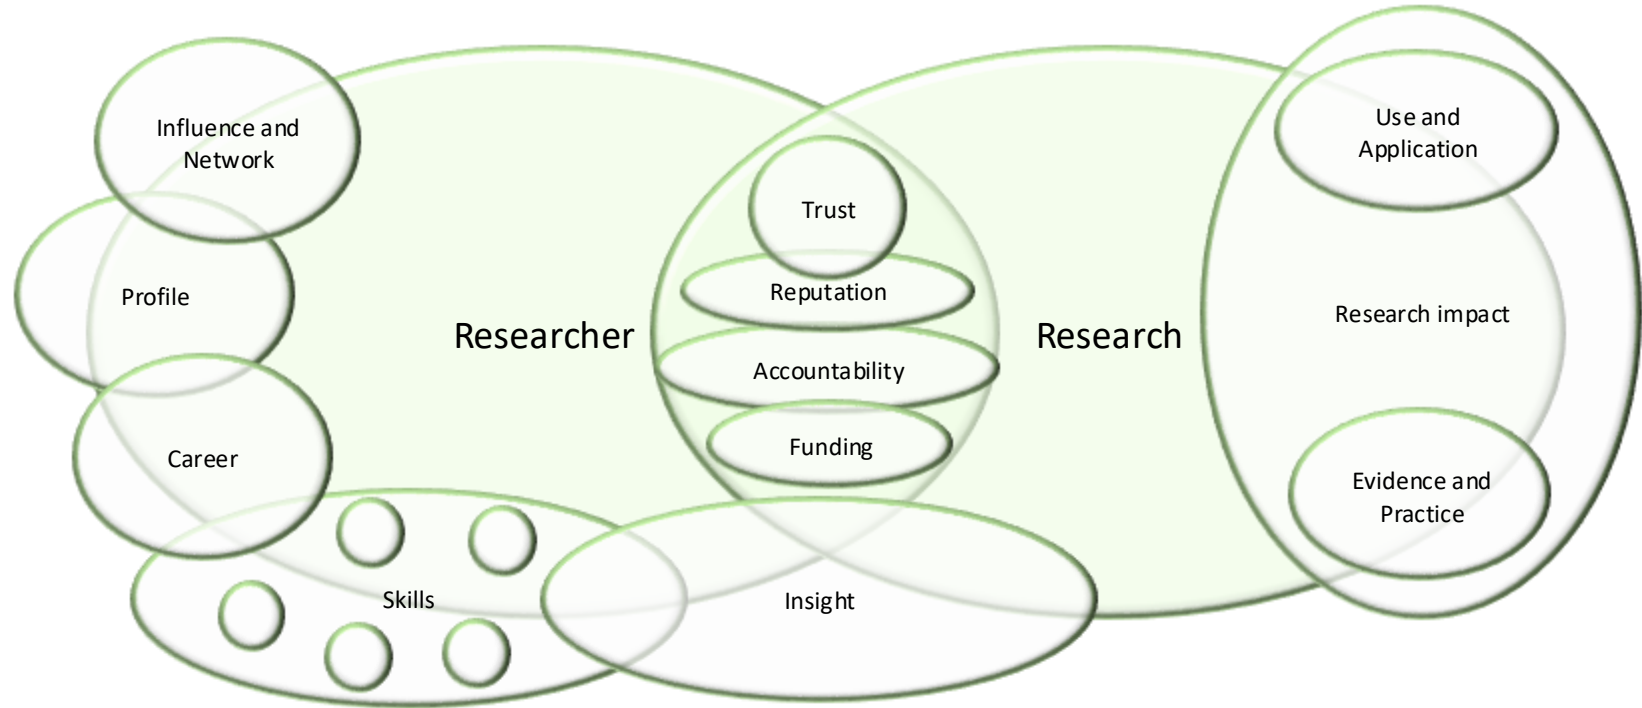 Influence and
Network
Profile
Career
Skills
Researcher
Trust
Reputation
Accountability
Funding
Insight
Research
Use and
Application
Research impact
Evidence and
Practice